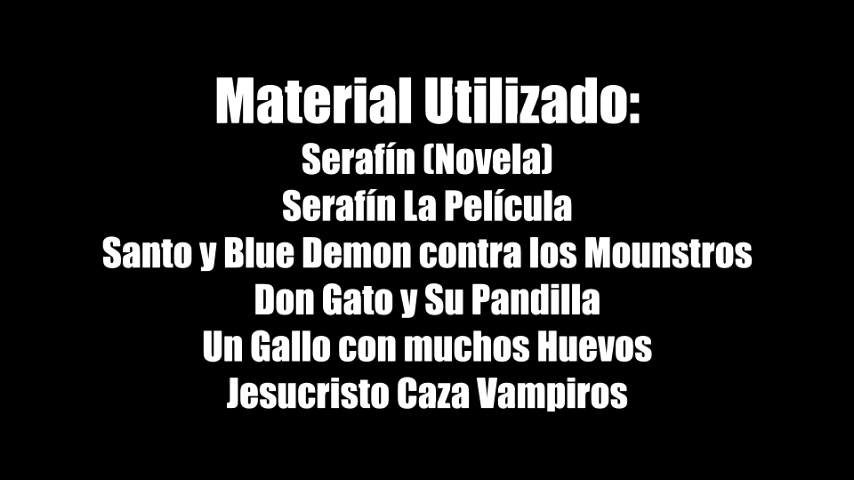 Material Utilizado:
Serafín (Novela)
Serafín La Película
Santo y Blue Demon contra los Mounstros
Don Gato y Su Pandilla
Un Gallo con muchos Huevos
Jesucristo Caza Vampiros